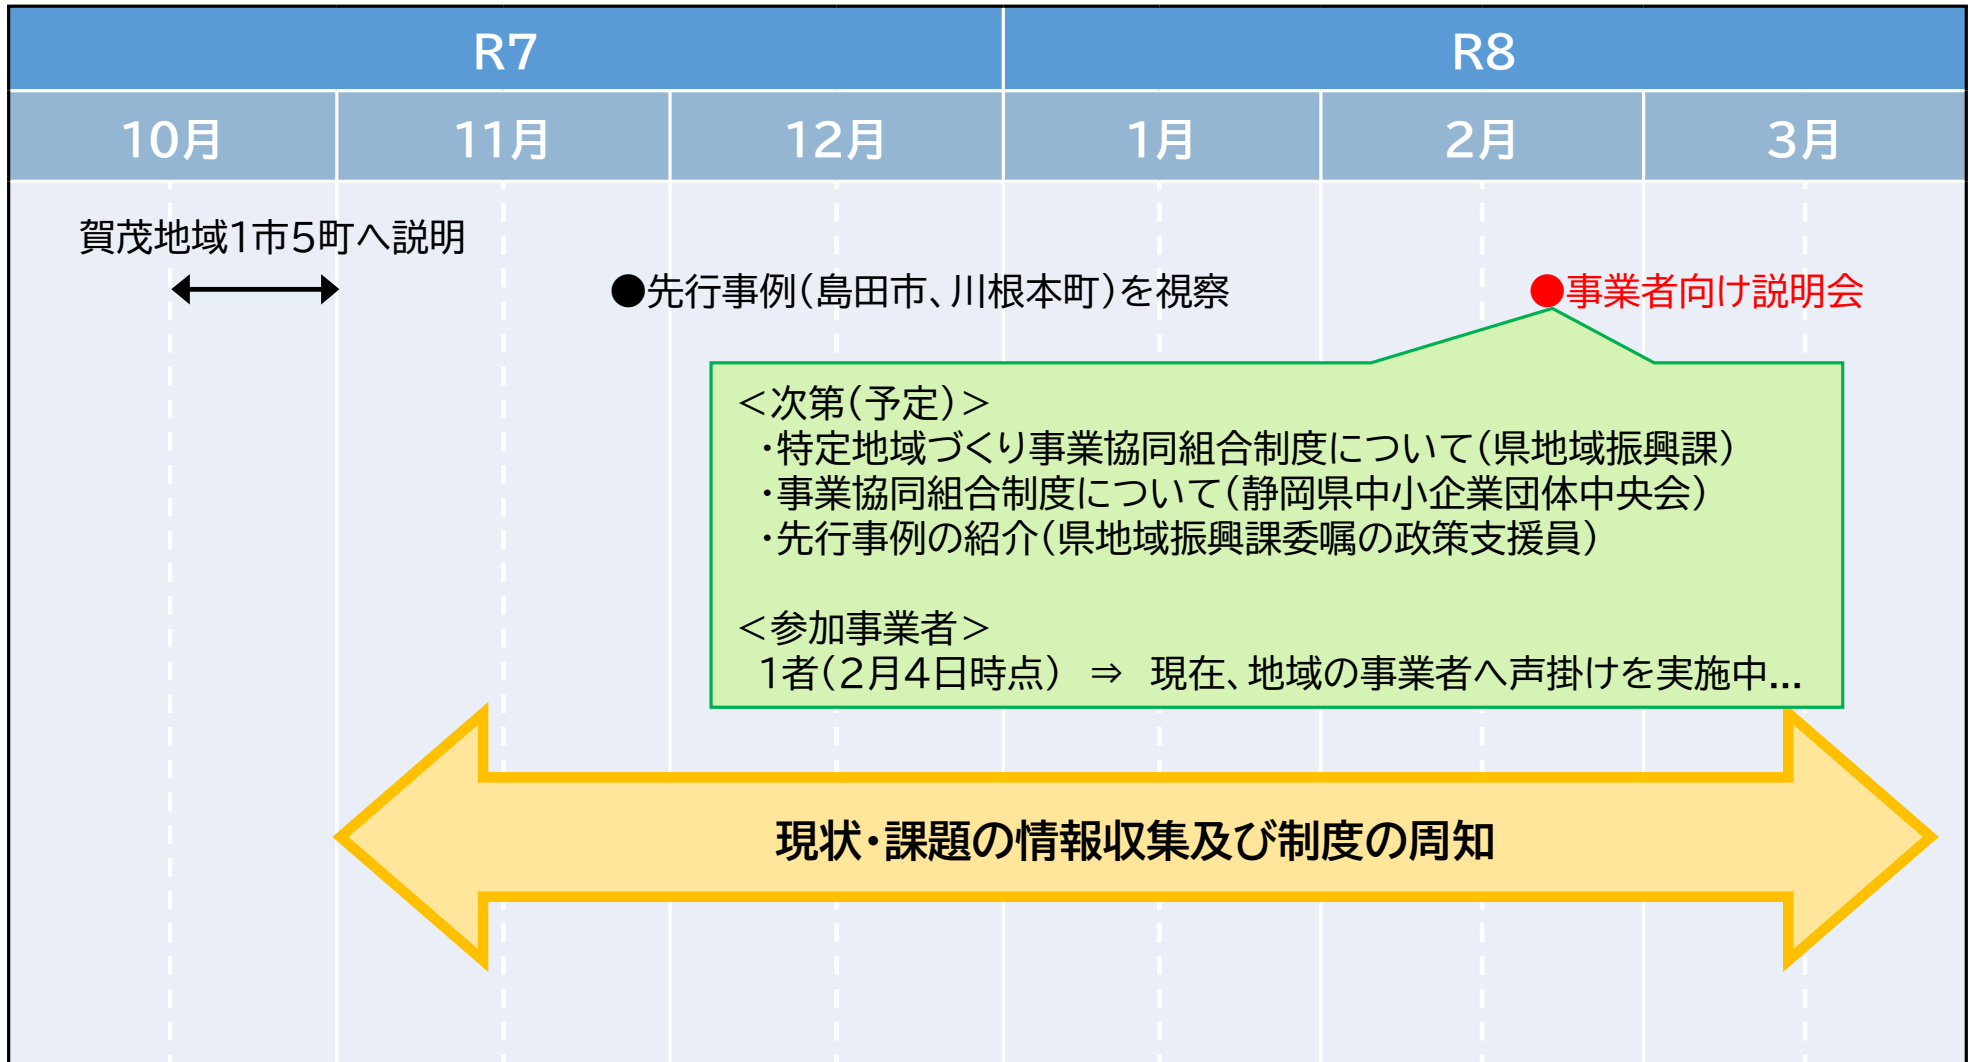 R7
R8
10月
11月
12月
1月
2月
3月
賀茂地域1市5町へ説明
●先行事例(島田市、川根本町)を視察
●事業者向け説明会
<次第(予定)>
・特定地域づくり事業協同組合制度について(県地域振興課)
・事業協同組合制度について(静岡県中小企業団体中央会)
・先行事例の紹介(県地域振興課委嘱の政策支援員)
<参加事業者>
1者(2月4日時点) ⇒ 現在、地域の事業者へ声掛けを実施中…
現状・課題の情報収集及び制度の周知